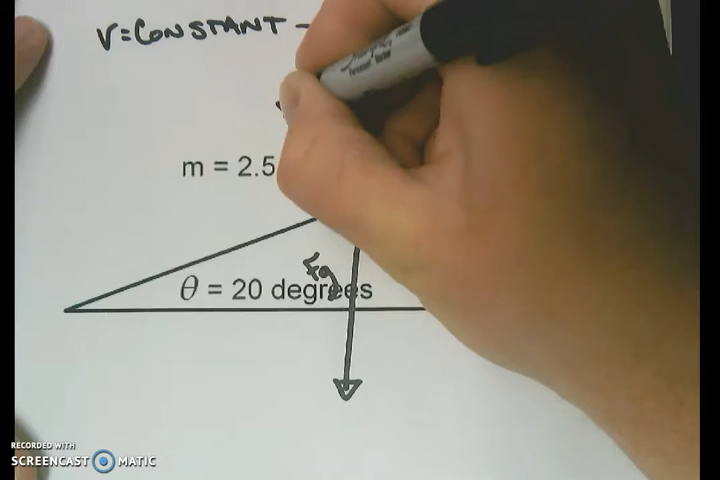 V=CONSTANT -
m = 2.5
Fg
θ = 20 degrees
RECORDED WITH
SCREENCAST MATIC